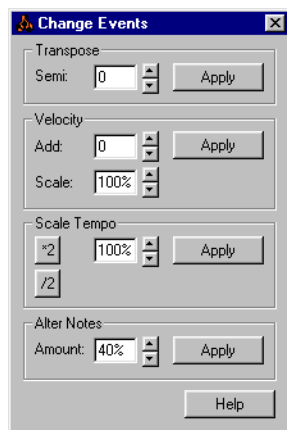 Change Events
Transpose
Semi: 0 Apply
Velocity
Add: 0 Apply
Scale: 100%
Scale Tempo
*2 100% Apply
/2
Alter Notes
Amount: 40% Apply
Help